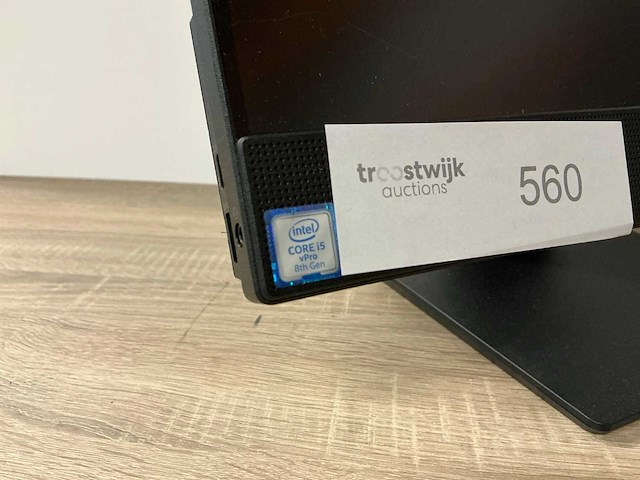 troostwijk
auctions
560
intel
CORE i5
vPro
8th Gen